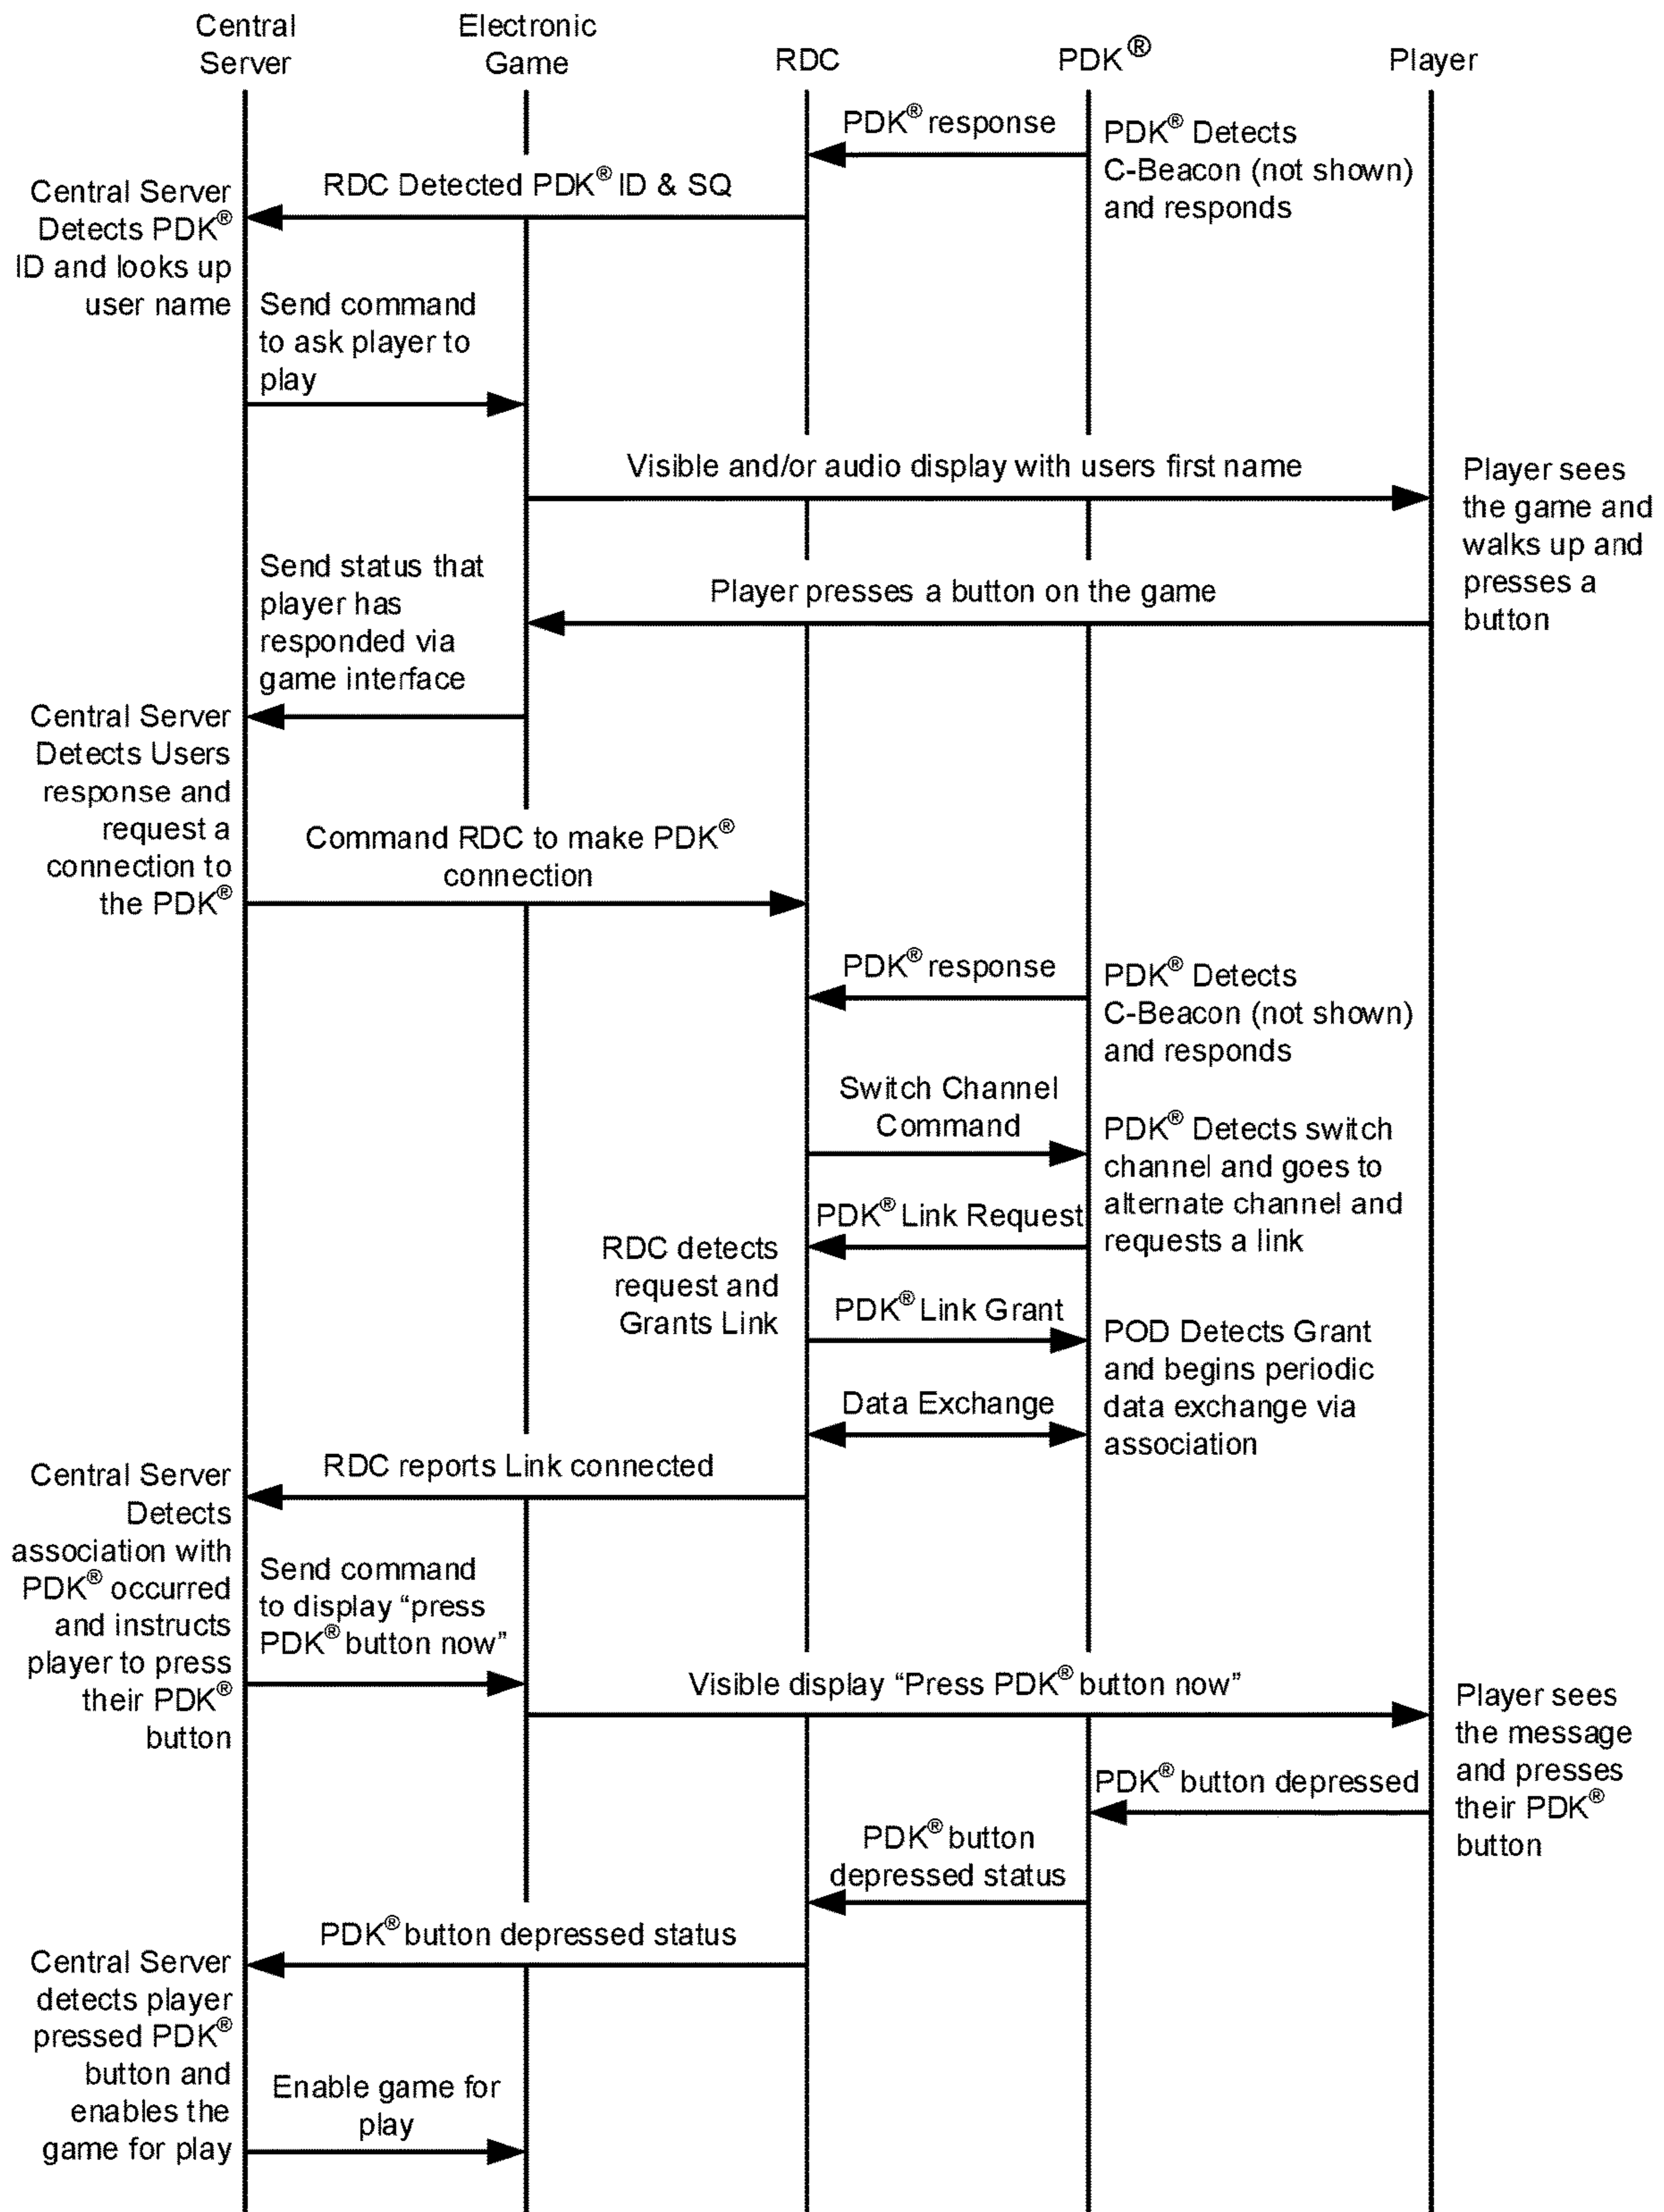 Central
Server
Electronic
Game
RDC
PDK®
Player
PDK® response
PDK® Detects
C-Beacon (not shown)
and responds
RDC Detected PDK® ID & SQ
Central Server
Detects PDK®
ID and looks up
user name
Send command
to ask player to
play
Visible and/or audio display with users first name
Player sees
the game and
walks up and
presses a
button
Player presses a button on the game
Send status that
player has
responded via
game interface
Central Server
Detects Users
response and
request a
connection to
the PDK®
Command RDC to make PDK®
connection
PDK® response
PDK® Detects
C-Beacon (not shown)
and responds
Switch Channel
Command
PDK® Detects switch
channel and goes to
alternate channel and
requests a link
PDK® Link Request
RDC detects
request and
Grants Link
PDK® Link Grant
POD Detects Grant
and begins periodic
data exchange via
association
Data Exchange
RDC reports Link connected
Central Server
Detects
association with
PDK® occurred
and instructs
player to press
their PDK®
button
Send command
to display “press
PDK® button now”
Visible display “Press PDK® button now”
Player sees
the message
and presses
their PDK®
button
PDK® button depressed
PDK® button
depressed status
PDK® button depressed status
Central Server
detects player
pressed PDK®
button and
enables the
game for play
Enable game for
play